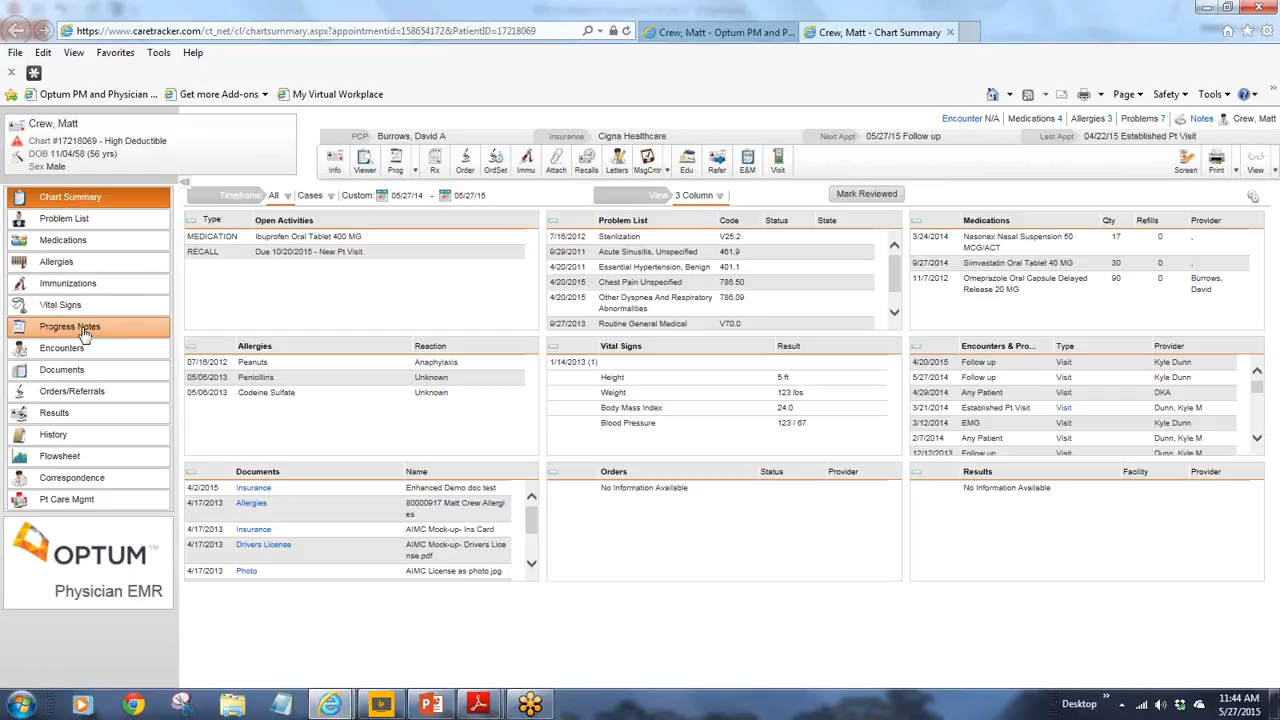 https://www.caretracker.com/ct_net/cl/chartsummary.aspx?appointmentid=158654172&PatientID=17218069
Crew, Matt - Optum PM and P...
Crew, Matt - Chart Summary
File Edit View Favorites Tools Help
Optum PM and Physician ... Get more Add-ons My Virtual Workplace
Page Safety Tools
Crew, Matt
Chart #17218069 - High Deductible
DOB 11/04/58 (56 yrs)
Sex Male
Encounter N/A Medications 4 Allergies 3 Problems 7 Notes Crew, Matt
PCP Burrows, David A Insurance Cigna Healthcare Next Appt 05/27/15 Follow up Last Appt 04/22/15 Established Pt Visit
Info Viewer Prog Rx Order OrdSet Immu Attach Recalls Letters MsgCntr Edu Refer E&M Visit Screen Print View
Timeframe All Cases Custom: 05/27/14 - 05/27/15 View 3 Column Mark Reviewed
Chart Summary
Problem List
Medications
Allergies
Immunizations
Vital Signs
Progress Notes
Encounters
Documents
Orders/Referrals
Results
History
Flowsheet
Correspondence
Pt Care Mgmt
OPTUM™
Physician EMR
Type Open Activities
MEDICATION Ibuprofen Oral Tablet 400 MG
RECALL Due 10/20/2015 - New Pt Visit
Problem List Code Status State
7/16/2012 Sterilization V25.2
9/29/2011 Acute Sinusitis, Unspecified 461.9
4/20/2011 Essential Hypertension, Benign 401.1
4/20/2015 Chest Pain Unspecified 786.50
4/20/2015 Other Dyspnea And Respiratory 786.09
Abnormalities
9/27/2013 Routine General Medical V70.0
Medications Qty Refills Provider
3/24/2014 Nasonex Nasal Suspension 50 17 0 ,
MCG/ACT
9/27/2014 Simvastatin Oral Tablet 40 MG 30 0 ,
11/7/2012 Omeprazole Oral Capsule Delayed 90 0 Burrows,
Release 20 MG David
Allergies Reaction
07/16/2012 Peanuts Anaphylaxis
05/06/2013 Penicillins Unknown
05/06/2013 Codeine Sulfate Unknown
Vital Signs Result
1/14/2013 (1)
Height 5 ft
Weight 123 lbs
Body Mass Index 24.0
Blood Pressure 123 / 67
Encounters & Pro... Type Provider
4/20/2015 Follow up Visit Kyle Dunn
5/27/2014 Follow up Visit Kyle Dunn
4/29/2014 Any Patient Visit DKA
3/21/2014 Established Pt Visit Visit Dunn, Kyle M
3/12/2014 EMG Visit Kyle Dunn
2/7/2014 Any Patient Visit Dunn, Kyle M
12/12/2013 Follow up Visit Dunn, Kyle M
Documents Name
4/2/2015 Insurance Enhanced Demo doc test
4/17/2013 Allergies 80000917 Matt Crew Allergi
es
4/17/2013 Insurance AIMC Mock-up- Ins Card
4/17/2013 Drivers License AIMC Mock-up- Drivers Lice
nse.pdf
4/17/2013 Photo AIMC License as photo.jpg
Orders Status Provider
No Information Available
Results Facility Provider
No Information Available
Desktop
11:44 AM
5/27/2015